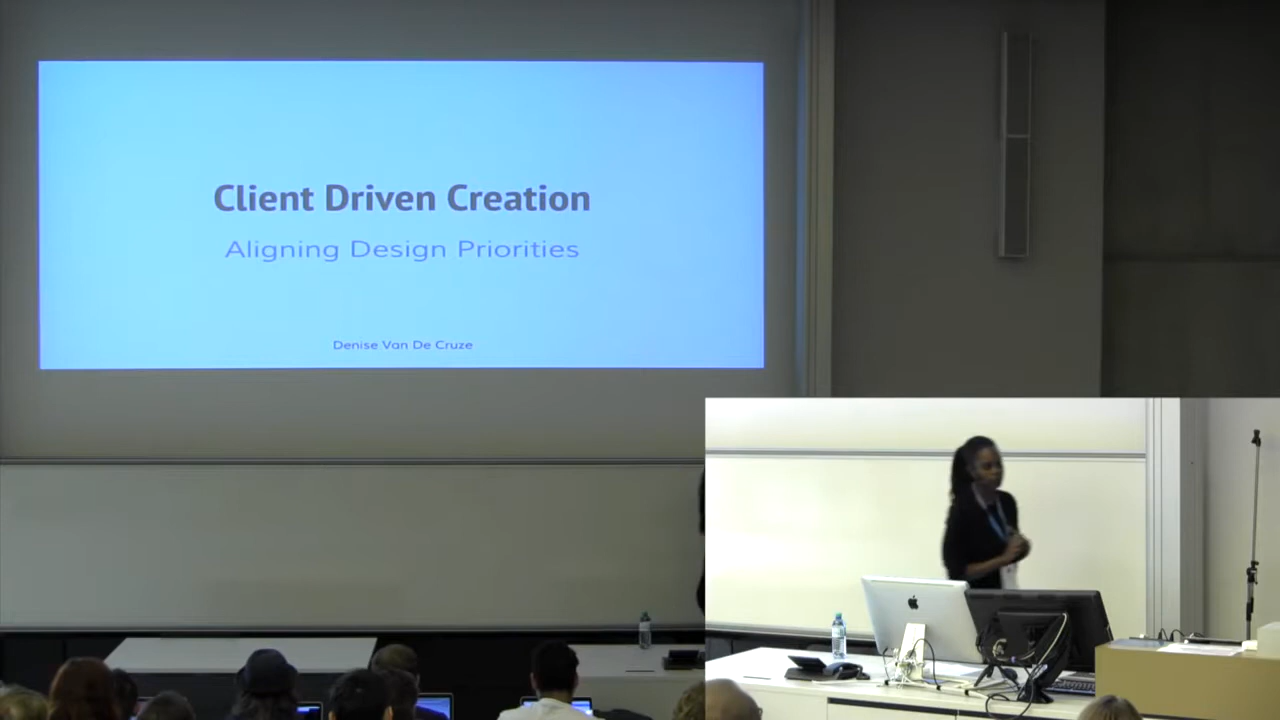 Client Driven Creation
Aligning Design Priorities
Denise Van De Cruze